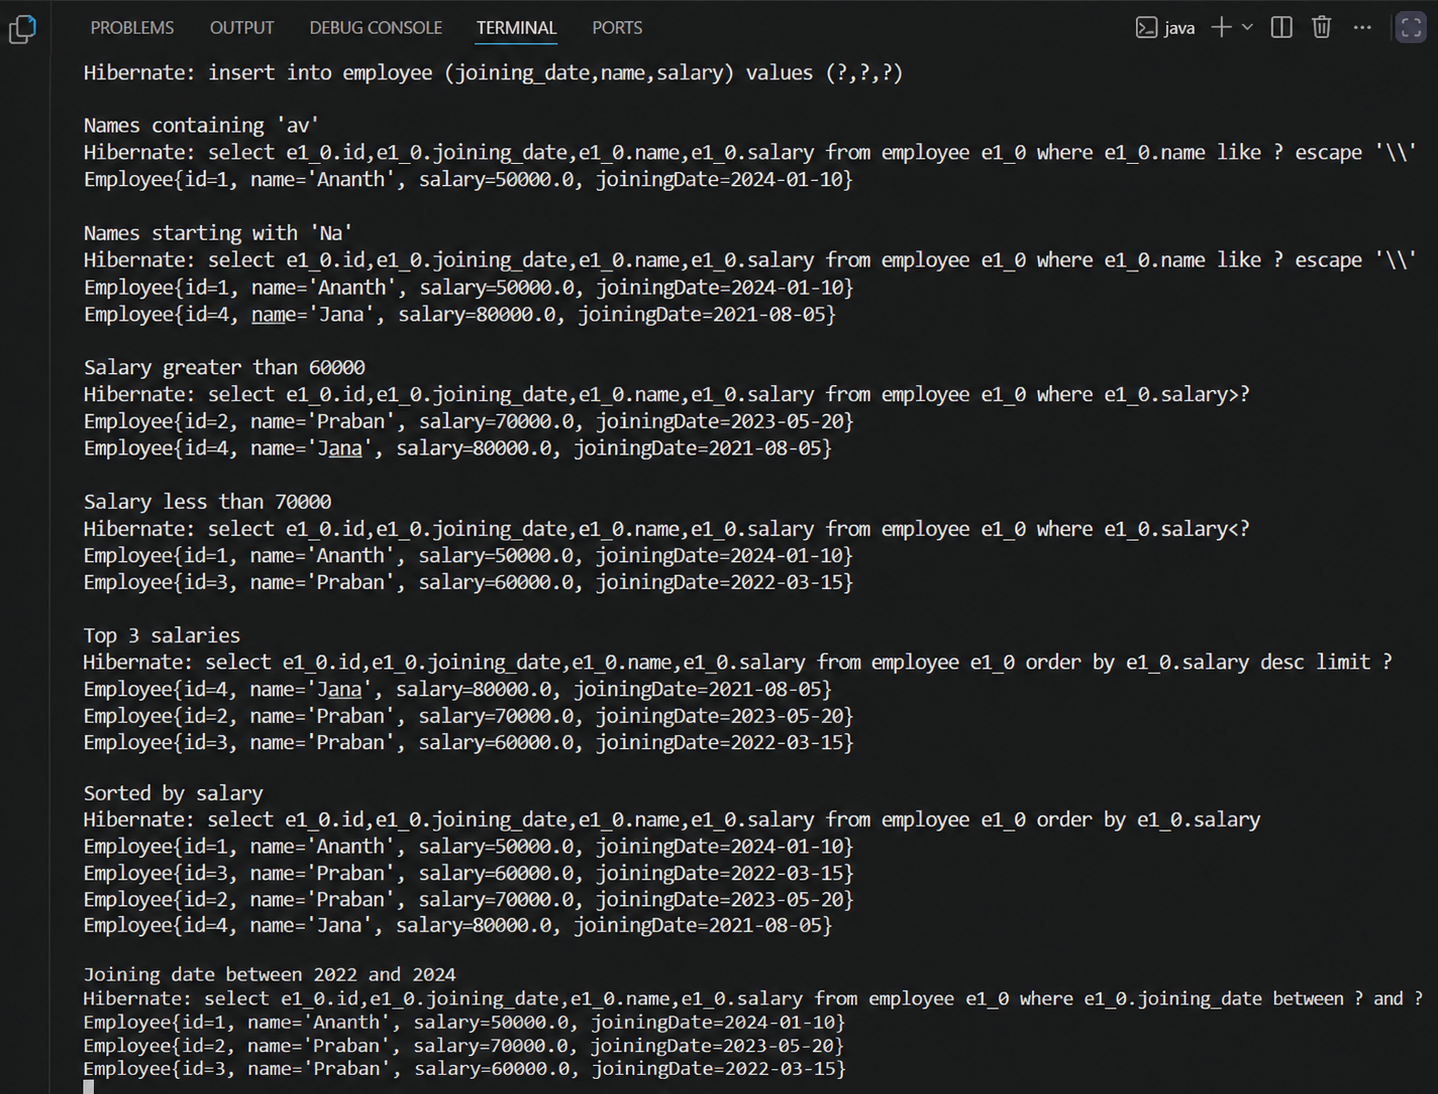 PROBLEMS OUTPUT DEBUG CONSOLE TERMINAL PORTS java
Hibernate: insert into employee (joining_date,name,salary) values (?,?,?)
Names containing 'av'
Hibernate: select e1_0.id,e1_0.joining_date,e1_0.name,e1_0.salary from employee e1_0 where e1_0.name like ? escape '\\'
Employee{id=1, name='Ananth', salary=50000.0, joiningDate=2024-01-10}
Names starting with 'Na'
Hibernate: select e1_0.id,e1_0.joining_date,e1_0.name,e1_0.salary from employee e1_0 where e1_0.name like ? escape '\\'
Employee{id=1, name='Ananth', salary=50000.0, joiningDate=2024-01-10}
Employee{id=4, name='Jana', salary=80000.0, joiningDate=2021-08-05}
Salary greater than 60000
Hibernate: select e1_0.id,e1_0.joining_date,e1_0.name,e1_0.salary from employee e1_0 where e1_0.salary>?
Employee{id=2, name='Praban', salary=70000.0, joiningDate=2023-05-20}
Employee{id=4, name='Jana', salary=80000.0, joiningDate=2021-08-05}
Salary less than 70000
Hibernate: select e1_0.id,e1_0.joining_date,e1_0.name,e1_0.salary from employee e1_0 where e1_0.salary<?
Employee{id=1, name='Ananth', salary=50000.0, joiningDate=2024-01-10}
Employee{id=3, name='Praban', salary=60000.0, joiningDate=2022-03-15}
Top 3 salaries
Hibernate: select e1_0.id,e1_0.joining_date,e1_0.name,e1_0.salary from employee e1_0 order by e1_0.salary desc limit ?
Employee{id=4, name='Jana', salary=80000.0, joiningDate=2021-08-05}
Employee{id=2, name='Praban', salary=70000.0, joiningDate=2023-05-20}
Employee{id=3, name='Praban', salary=60000.0, joiningDate=2022-03-15}
Sorted by salary
Hibernate: select e1_0.id,e1_0.joining_date,e1_0.name,e1_0.salary from employee e1_0 order by e1_0.salary
Employee{id=1, name='Ananth', salary=50000.0, joiningDate=2024-01-10}
Employee{id=3, name='Praban', salary=60000.0, joiningDate=2022-03-15}
Employee{id=2, name='Praban', salary=70000.0, joiningDate=2023-05-20}
Employee{id=4, name='Jana', salary=80000.0, joiningDate=2021-08-05}
Joining date between 2022 and 2024
Hibernate: select e1_0.id,e1_0.joining_date,e1_0.name,e1_0.salary from employee e1_0 where e1_0.joining_date between ? and ?
Employee{id=1, name='Ananth', salary=50000.0, joiningDate=2024-01-10}
Employee{id=2, name='Praban', salary=70000.0, joiningDate=2023-05-20}
Employee{id=3, name='Praban', salary=60000.0, joiningDate=2022-03-15}